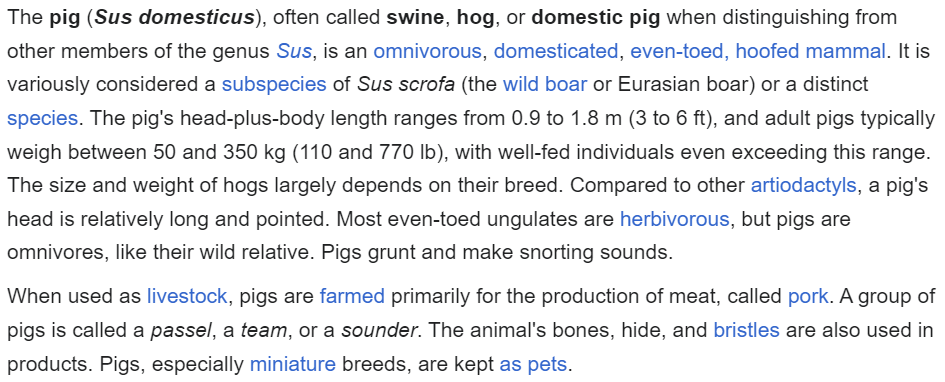 The pig (Sus domesticus), often called swine, hog, or domestic pig when distinguishing from
other members of the genus Sus, is an omnivorous, domesticated, even-toed, hoofed mammal. It is
variously considered a subspecies of Sus scrofa (the wild boar or Eurasian boar) or a distinct
species. The pig's head-plus-body length ranges from 0.9 to 1.8 m (3 to 6 ft), and adult pigs typically
weigh between 50 and 350 kg (110 and 770 lb), with well-fed individuals even exceeding this range.
The size and weight of hogs largely depends on their breed. Compared to other artiodactyls, a pig's
head is relatively long and pointed. Most even-toed ungulates are herbivorous, but pigs are
omnivores, like their wild relative. Pigs grunt and make snorting sounds.
When used as livestock, pigs are farmed primarily for the production of meat, called pork. A group of
pigs is called a passel, a team, or a sounder. The animal's bones, hide, and bristles are also used in
products. Pigs, especially miniature breeds, are kept as pets.